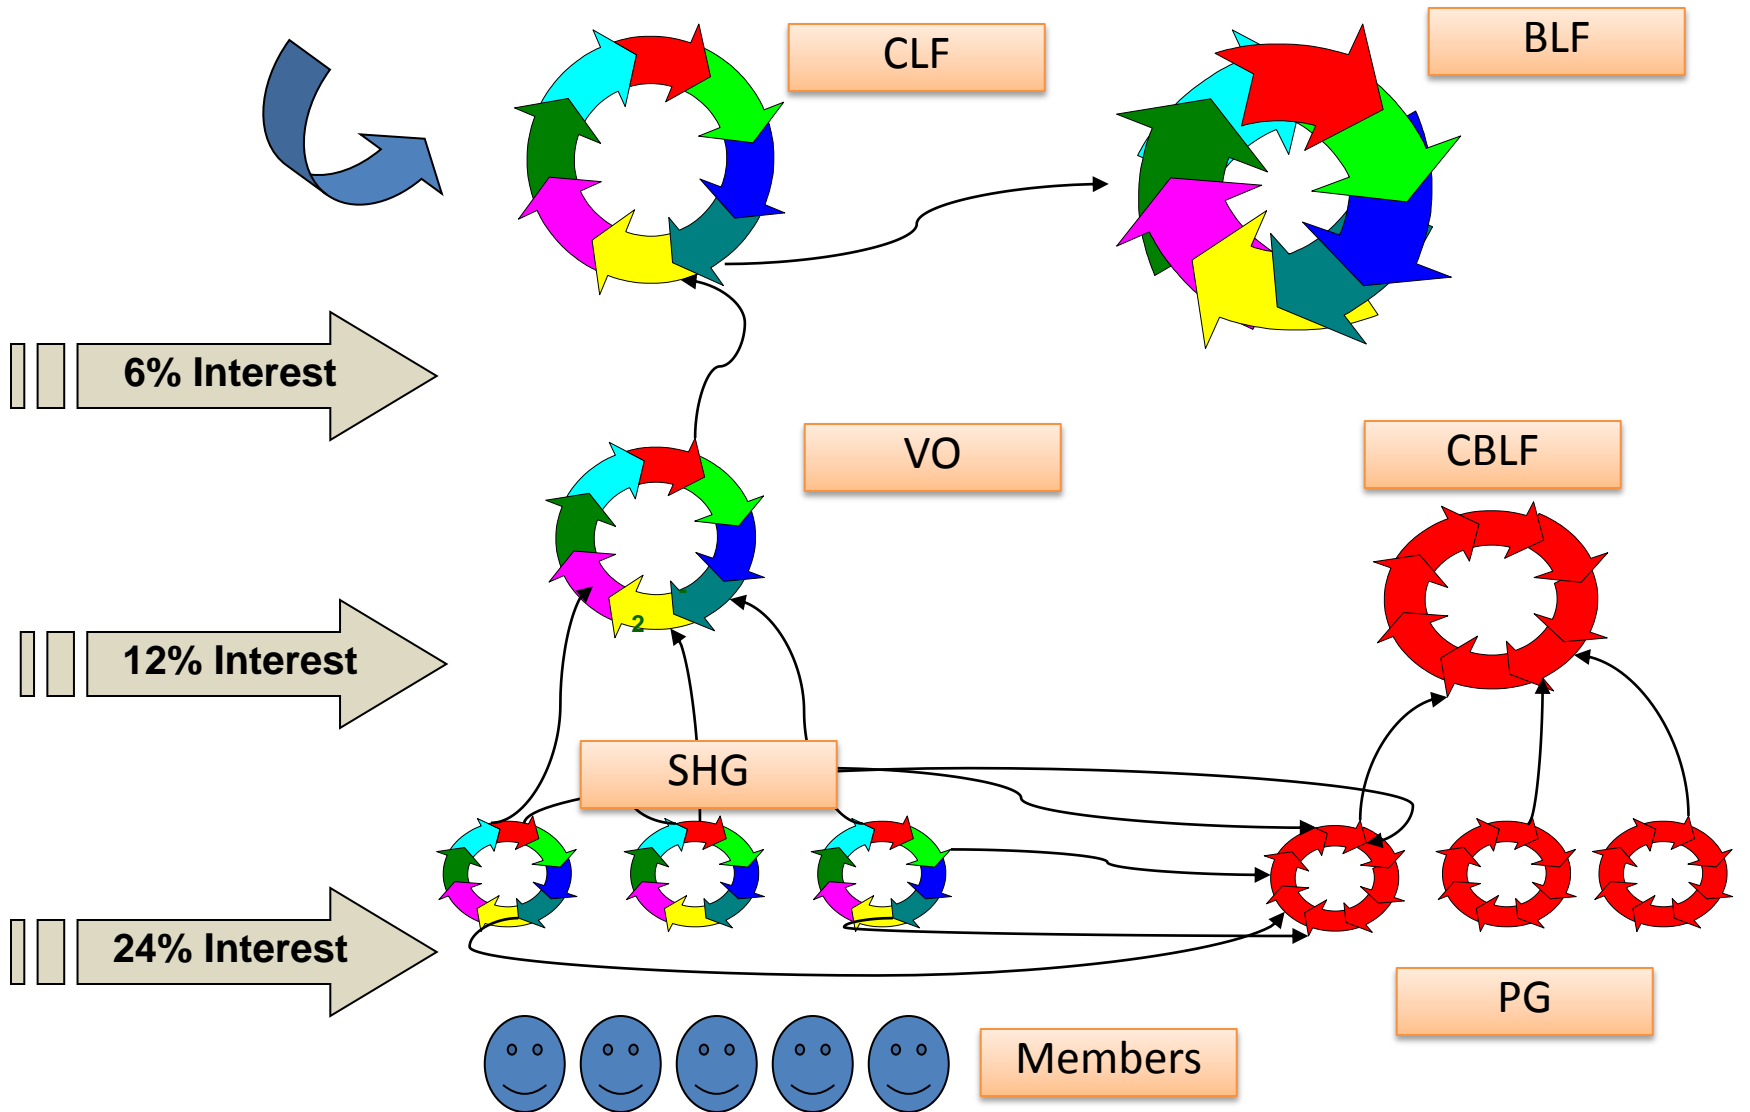 CLF
BLF
6% Interest
VO
CBLF
2
12% Interest
SHG
24% Interest
PG
Members